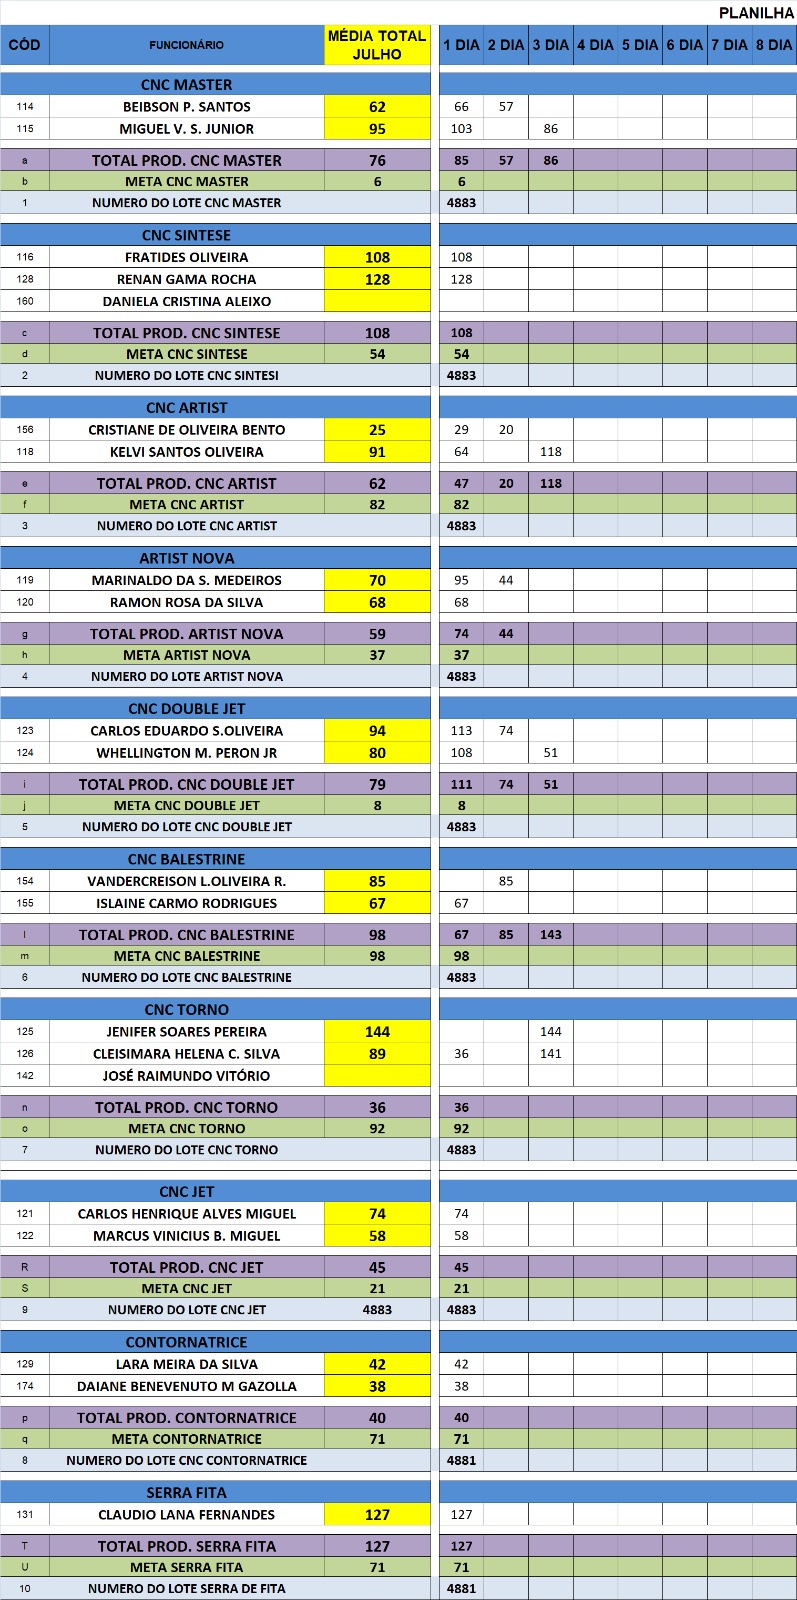 PLANILHA
CÓD FUNCIONÁRIO MÉDIA TOTAL JULHO 1 DIA 2 DIA 3 DIA 4 DIA 5 DIA 6 DIA 7 DIA 8 DIA
CNC MASTER
114 BEIBSON P. SANTOS 62 66 57
115 MIGUEL V. S. JUNIOR 95 103 86
a TOTAL PROD. CNC MASTER 76 85 57 86
b META CNC MASTER 6 6
1 NUMERO DO LOTE CNC MASTER 4883
CNC SINTESE
116 FRATIDES OLIVEIRA 108 108
128 RENAN GAMA ROCHA 128 128
160 DANIELA CRISTINA ALEIXO
c TOTAL PROD. CNC SINTESE 108 108
d META CNC SINTESE 54 54
2 NUMERO DO LOTE CNC SINTESI 4883
CNC ARTIST
156 CRISTIANE DE OLIVEIRA BENTO 25 29 20
118 KELVI SANTOS OLIVEIRA 91 64 118
e TOTAL PROD. CNC ARTIST 62 47 20 118
f META CNC ARTIST 82 82
3 NUMERO DO LOTE CNC ARTIST 4883
ARTIST NOVA
119 MARINALDO DA S. MEDEIROS 70 95 44
120 RAMON ROSA DA SILVA 68 68
g TOTAL PROD. ARTIST NOVA 59 74 44
h META ARTIST NOVA 37 37
4 NUMERO DO LOTE ARTIST NOVA 4883
CNC DOUBLE JET
123 CARLOS EDUARDO S.OLIVEIRA 94 113 74
124 WHELLINGTON M. PERON JR 80 108 51
i TOTAL PROD. CNC DOUBLE JET 79 111 74 51
j META CNC DOUBLE JET 8 8
5 NUMERO DO LOTE CNC DOUBLE JET 4883
CNC BALESTRINE
154 VANDERCREISON L.OLIVEIRA R. 85 85
155 ISLAINE CARMO RODRIGUES 67 67
l TOTAL PROD. CNC BALESTRINE 98 67 85 143
m META CNC BALESTRINE 98 98
6 NUMERO DO LOTE CNC BALESTRINE 4883
CNC TORNO
125 JENIFER SOARES PEREIRA 144 144
126 CLEISIMARA HELENA C. SILVA 89 36 141
142 JOSÉ RAIMUNDO VITÓRIO
n TOTAL PROD. CNC TORNO 36 36
o META CNC TORNO 92 92
7 NUMERO DO LOTE CNC TORNO 4883
CNC JET
121 CARLOS HENRIQUE ALVES MIGUEL 74 74
122 MARCUS VINICIUS B. MIGUEL 58 58
R TOTAL PROD. CNC JET 45 45
S META CNC JET 21 21
9 NUMERO DO LOTE CNC JET 4883 4883
CONTORNATRICE
129 LARA MEIRA DA SILVA 42 42
174 DAIANE BENEVENUTO M GAZOLLA 38 38
p TOTAL PROD. CONTORNATRICE 40 40
q META CONTORNATRICE 71 71
8 NUMERO DO LOTE CNC CONTORNATRICE 4881
SERRA FITA
131 CLAUDIO LANA FERNANDES 127 127
T TOTAL PROD. SERRA FITA 127 127
U META SERRA FITA 71 71
10 NUMERO DO LOTE SERRA DE FITA 4881